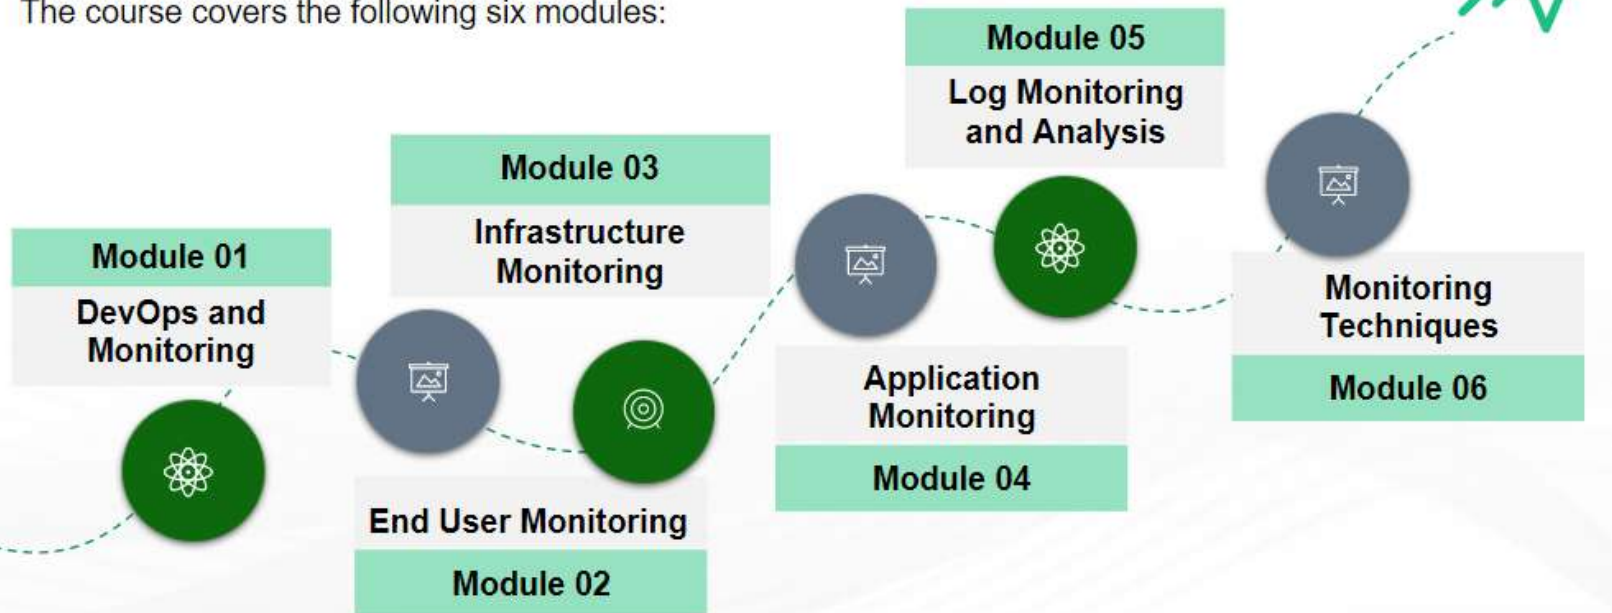 The course covers the following six modules:
Module 01
DevOps and
Monitoring
End User Monitoring
Module 02
Module 03
Infrastructure
Monitoring
Application
Monitoring
Module 04
Module 05
Log Monitoring
and Analysis
Monitoring
Techniques
Module 06